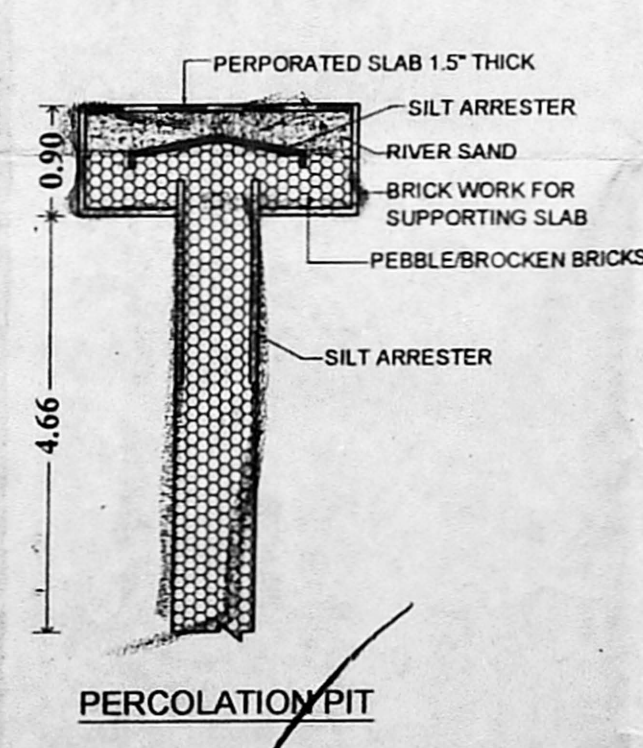 PERPORATED SLAB 1.5" THICK
SILT ARRESTER
0.90
RIVER SAND
BRICK WORK FOR
SUPPORTING SLAB
PEBBLE/BROCKEN BRICKS
SILT ARRESTER
4.66
PERCOLATION PIT